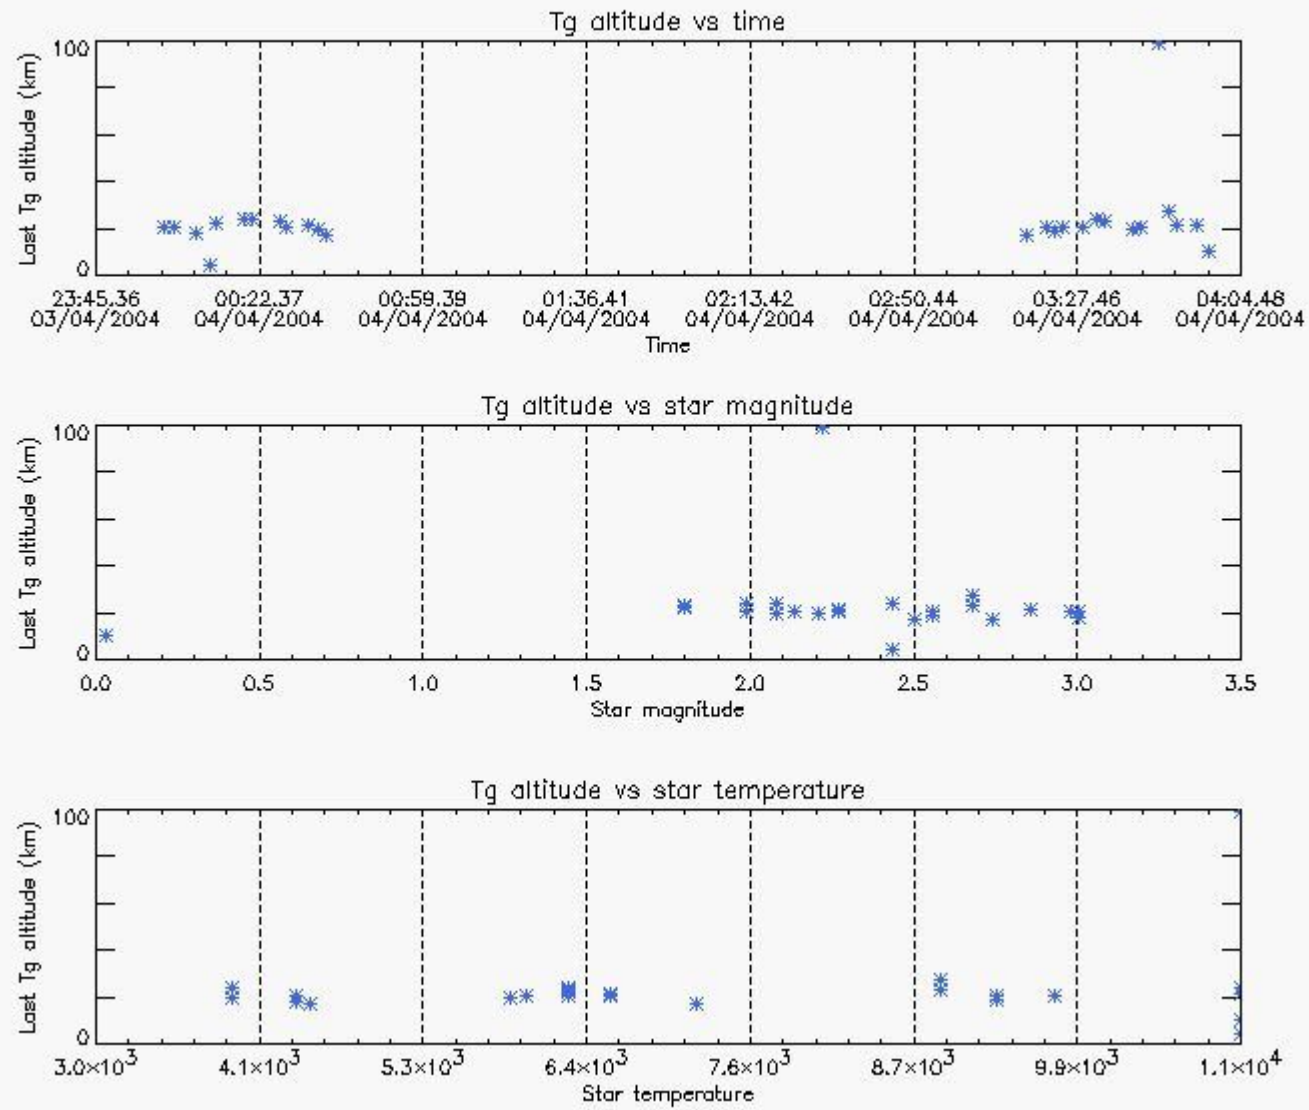 Tg altitude vs time
100
Last Tg altitude (km)
0
23:45.36 00:22.37 00:59.39 01:36.41 02:13.42 02:50.44 03:27.46 04:04.48
03/04/2004 04/04/2004 04/04/2004 04/04/2004 04/04/2004 04/04/2004 04/04/2004 04/04/2004
Time
Tg altitude vs star magnitude
100
Last Tg altitude (km)
0
0.0 0.5 1.0 1.5 2.0 2.5 3.0 3.5
Star magnitude
Tg altitude vs star temperature
100
Last Tg altitude (km)
0
3.0×10³ 4.1×10³ 5.3×10³ 6.4×10³ 7.6×10³ 8.7×10³ 9.9×10³ 1.1×10⁴
Star temperature